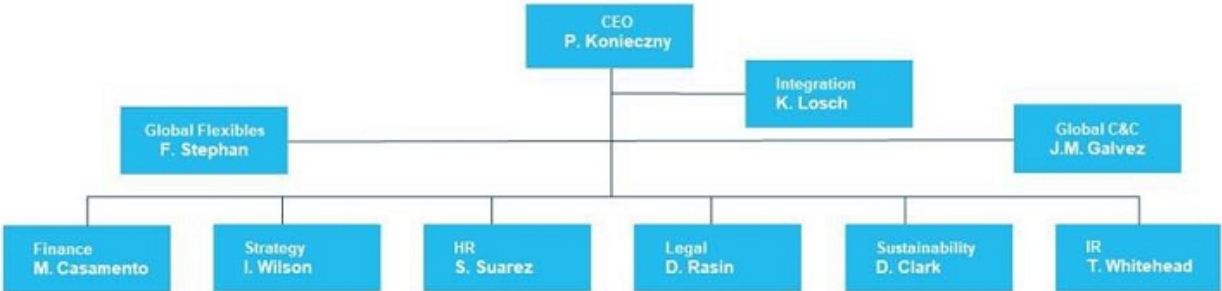 CEO
P. Konieczny
Integration
K. Losch
Global Flexibles
F. Stephan
Global C&C
J.M. Galvez
Finance
M. Casamento
Strategy
I. Wilson
HR
S. Suarez
Legal
D. Rasin
Sustainability
D. Clark
IR
T. Whitehead